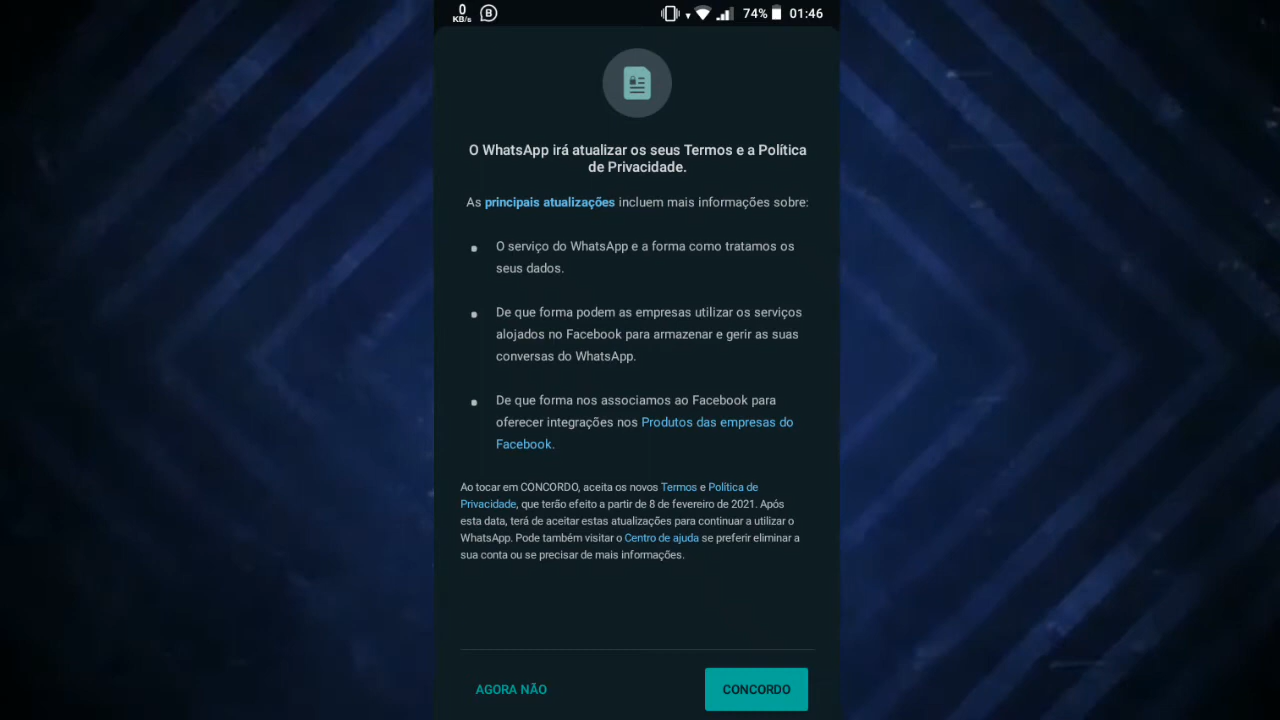 0
KB/s
B
74%
01:46
O WhatsApp irá atualizar os seus Termos e a Política
de Privacidade.
As principais atualizações incluem mais informações sobre:
O serviço do WhatsApp e a forma como tratamos os
seus dados.
De que forma podem as empresas utilizar os serviços
alojados no Facebook para armazenar e gerir as suas
conversas do WhatsApp.
De que forma nos associamos ao Facebook para
oferecer integrações nos Produtos das empresas do
Facebook.
Ao tocar em CONCORDO, aceita os novos Termos e Política de
Privacidade, que terão efeito a partir de 8 de fevereiro de 2021. Após
esta data, terá de aceitar estas atualizações para continuar a utilizar o
WhatsApp. Pode também visitar o Centro de ajuda se preferir eliminar a
sua conta ou se precisar de mais informações.
AGORA NÃO
CONCORDO